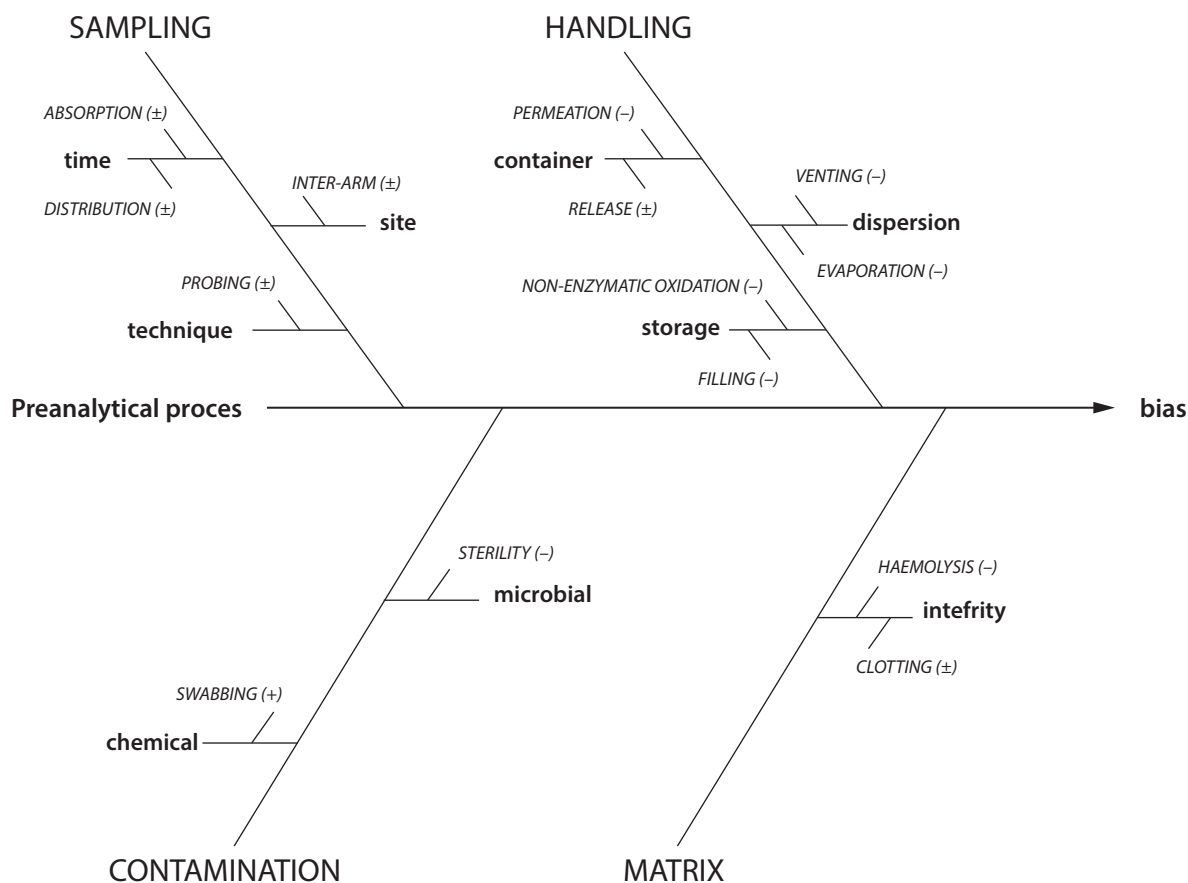 SAMPLING
HANDLING
ABSORPTION (±)
time
DISTRIBUTION (±)
INTER-ARM (±)
site
PROBING (±)
technique
PERMEATION (–)
container
RELEASE (±)
VENTING (–)
dispersion
EVAPORATION (–)
NON-ENZYMATIC OXIDATION (–)
storage
FILLING (–)
Preanalytical proces
bias
STERILITY (–)
microbial
SWABBING (+)
chemical
HAEMOLYSIS (–)
intefrity
CLOTTING (±)
CONTAMINATION
MATRIX